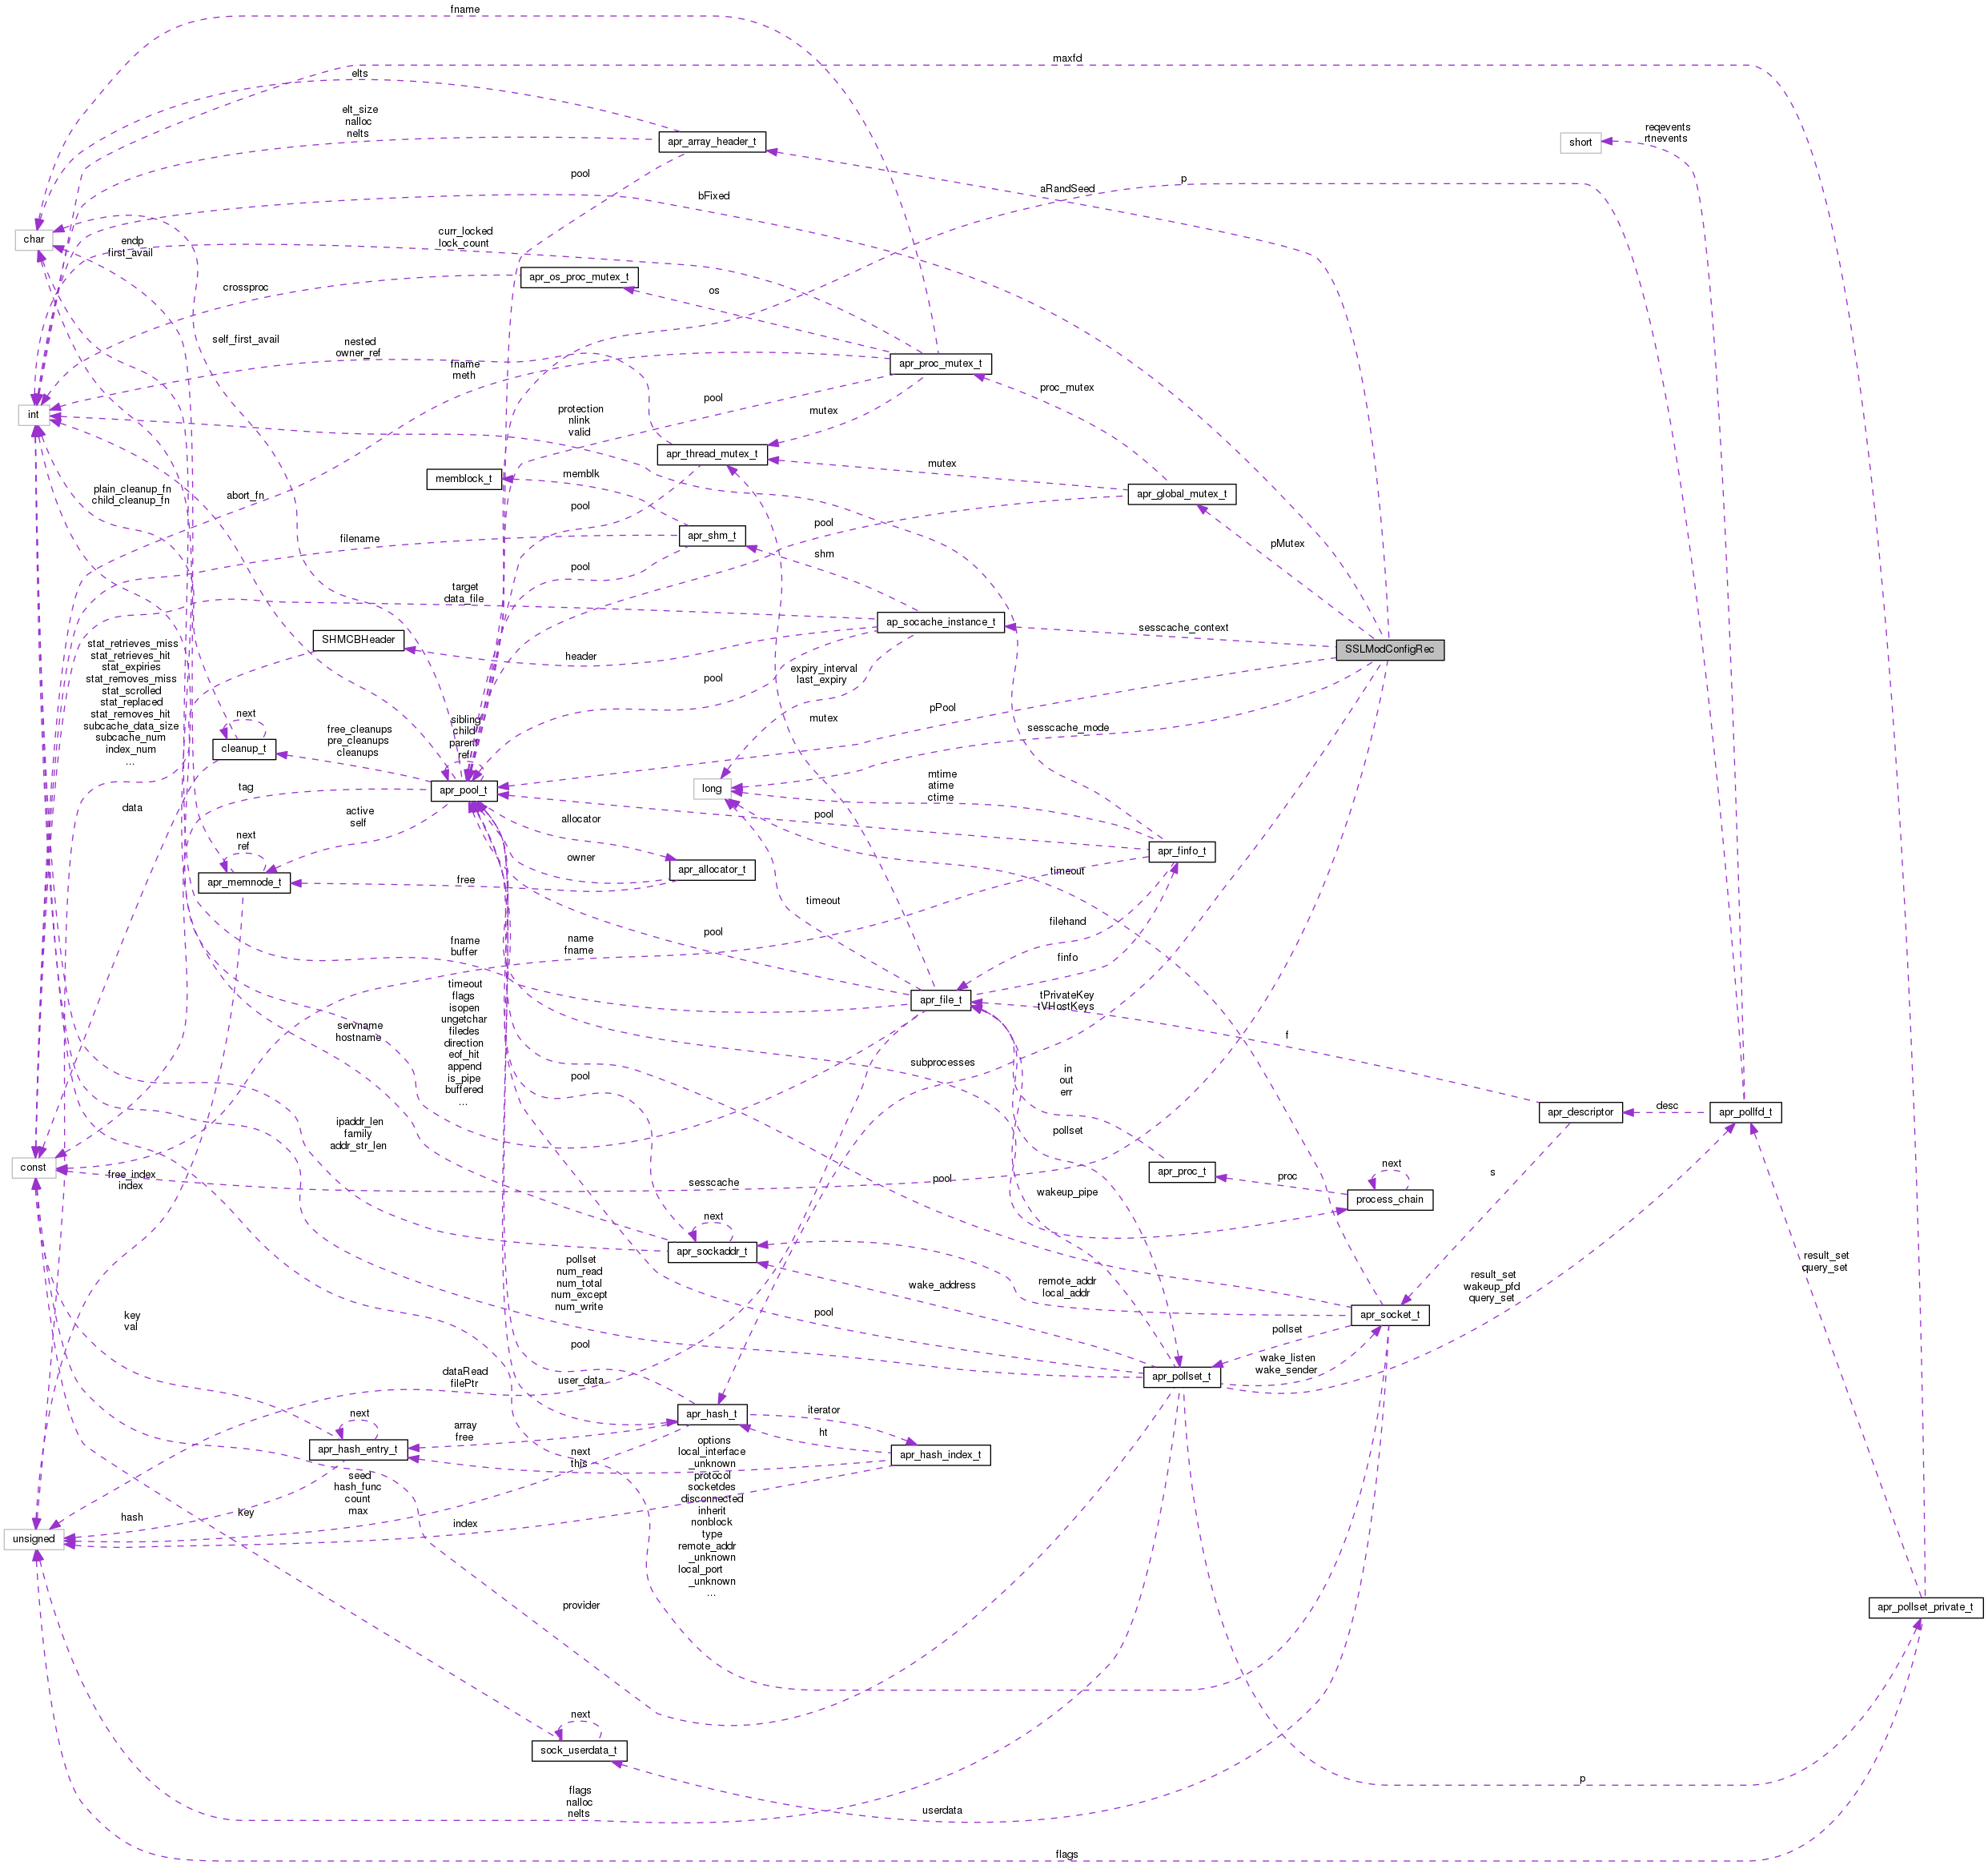 fname
maxfd
elts
elt_size
nalloc
nelts
reqevents
rtnevents
apr_array_header_t
short
pool
p
aRandSeed
bFixed
char
endp
first_avail
curr_locked
lock_count
apr_os_proc_mutex_t
crossproc
os
self_first_avail
nested
owner_ref
fname
meth
apr_proc_mutex_t
proc_mutex
pool
int
protection
nlink
valid
mutex
apr_thread_mutex_t
mutex
memblock_t
memblk
plain_cleanup_fn
child_cleanup_fn
abort_fn
apr_global_mutex_t
pool
pool
filename
apr_shm_t
pMutex
shm
pool
target
data_file
ap_socache_instance_t
sesscache_context
SHMCBHeader
SSLModConfigRec
stat_retrieves_miss
stat_retrieves_hit
stat_expiries
stat_removes_miss
stat_scrolled
stat_replaced
stat_removes_hit
subcache_data_size
subcache_num
index_num
...
header
expiry_interval
last_expiry
pool
pPool
next
cleanup_t
free_cleanups
pre_cleanups
cleanups
sibling
child
parent
ref
mutex
sesscache_mode
mtime
atime
ctime
tag
apr_pool_t
long
data
active
self
allocator
pool
next
ref
owner
apr_finfo_t
apr_memnode_t
free
apr_allocator_t
timeout
timeout
filehand
fname
buffer
name
fname
pool
finfo
timeout
flags
isopen
ungetchar
filedes
direction
eof_hit
append
is_pipe
buffered
...
apr_file_t
tPrivateKey
tVHostKeys
servname
hostname
f
subprocesses
in
out
err
pool
apr_descriptor
desc
apr_pollfd_t
ipaddr_len
family
addr_str_len
pollset
const
free_index
index
sesscache
pool
apr_proc_t
proc
next
process_chain
s
wakeup_pipe
next
apr_sockaddr_t
pollset
num_read
num_total
num_except
num_write
wake_address
remote_addr
local_addr
result_set
wakeup_pfd
query_set
result_set
query_set
key
val
pool
apr_socket_t
pollset
pool
wake_listen
wake_sender
dataRead
filePtr
user_data
apr_pollset_t
next
array
free
apr_hash_t
iterator
ht
apr_hash_entry_t
apr_hash_index_t
next
this
options
local_interface
_unknown
protocol
socketdes
disconnected
inherit
nonblock
type
remote_addr
_unknown
local_port
_unknown
...
seed
hash_func
count
max
hash
key
index
unsigned
provider
apr_pollset_private_t
next
sock_userdata_t
flags
nalloc
nelts
userdata
p
flags